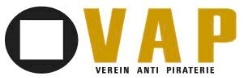 VAP
VEREIN ANTI PIRATERIE